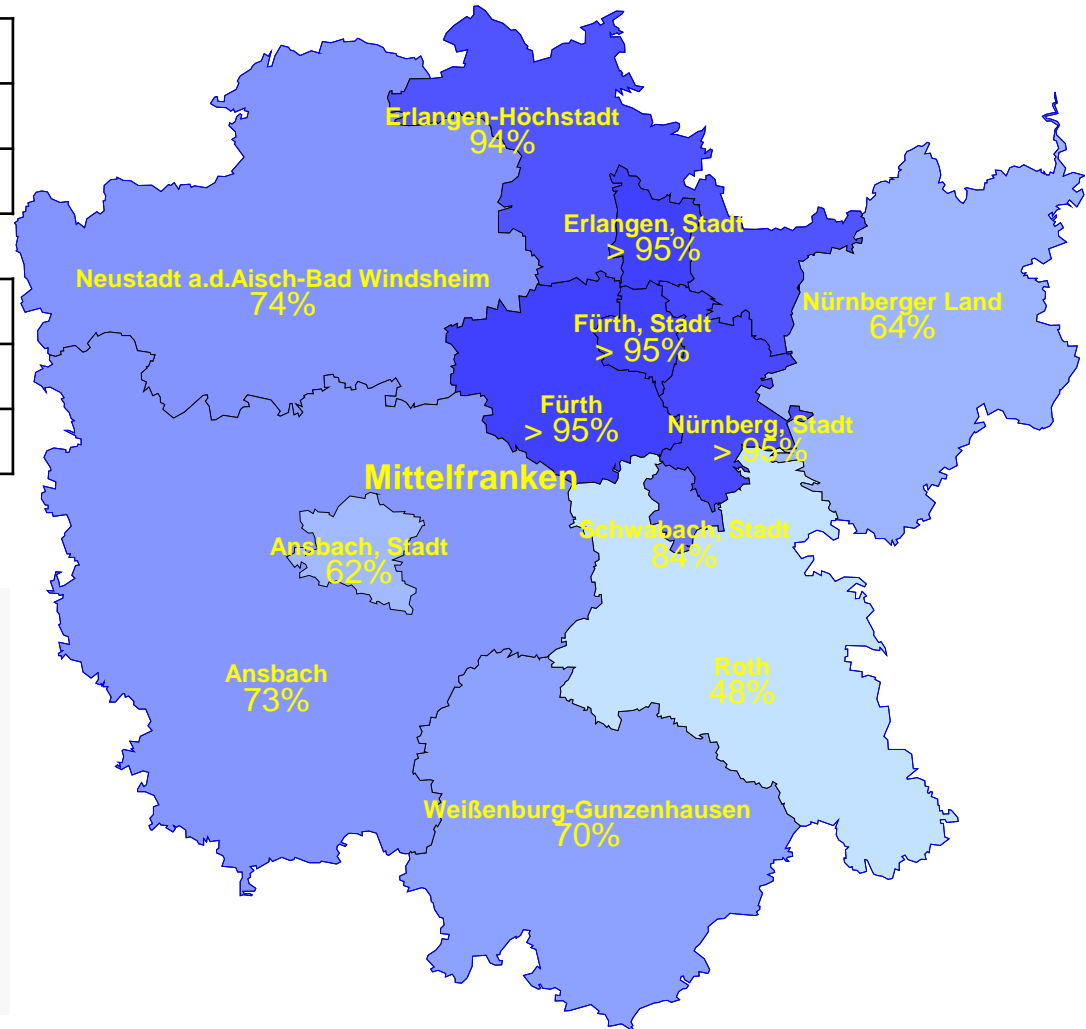 Erlangen-Höchstadt
94%
Erlangen, Stadt
> 95%
Neustadt a.d.Aisch-Bad Windsheim
74%
Nürnberger Land
64%
Fürth, Stadt
> 95%
Fürth
> 95%
Nürnberg, Stadt
> 95%
Mittelfranken
Schwabach, Stadt
84%
Ansbach, Stadt
62%
Roth
48%
Ansbach
73%
Weißenburg-Gunzenhausen
70%